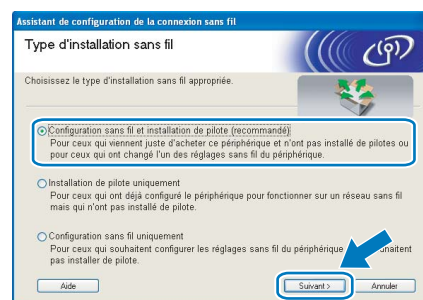 Assistant de configuration de la connexion sans fil
Type d'installation sans fil
Choisissez le type d'installation sans fil appropriée.
Configuration sans fil et installation de pilote (recommandé)
Pour ceux qui viennent juste d'acheter ce périphérique et n'ont pas installé de pilotes ou
pour ceux qui ont changé l'un des réglages sans fil du périphérique.
Installation de pilote uniquement
Pour ceux qui ont déjà configuré le périphérique pour fonctionner sur un réseau sans fil
mais qui n'ont pas installé de pilote.
Configuration sans fil uniquement
Pour ceux qui souhaitent configurer les réglages sans fil du périphérique
pas installer de pilote.
Aide
Suivant >
Annuler